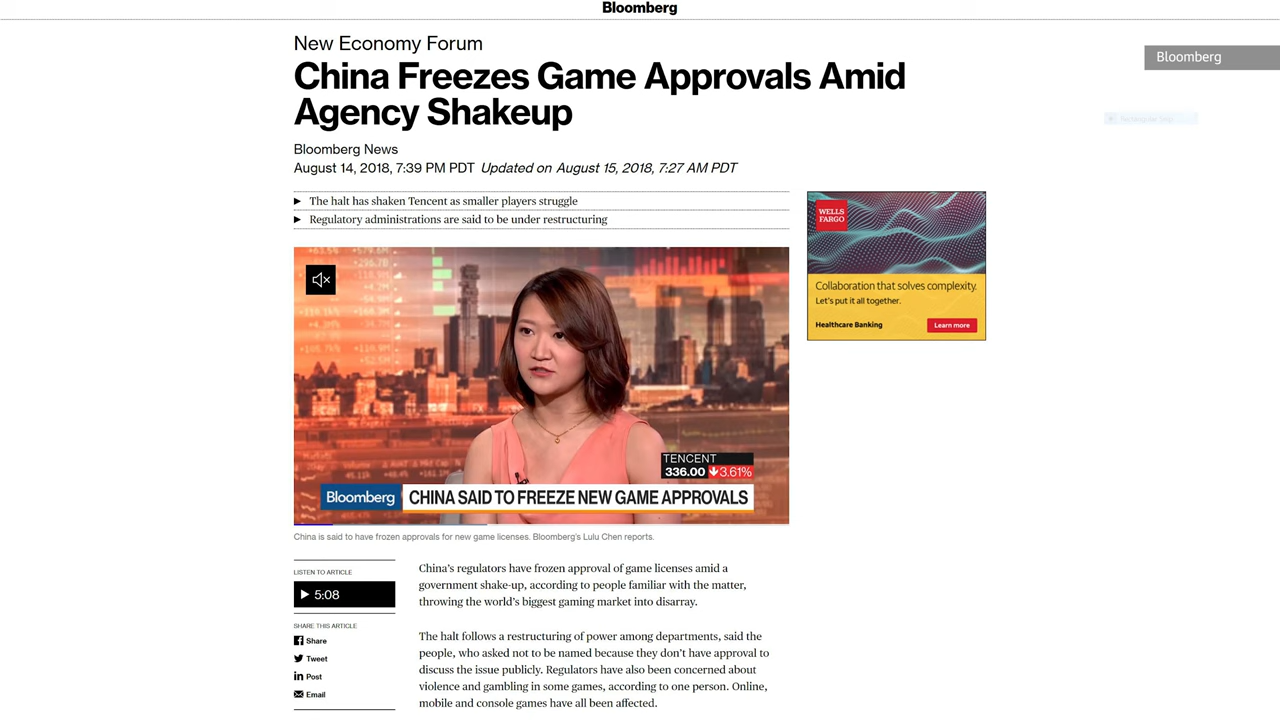 Bloomberg
New Economy Forum
China Freezes Game Approvals Amid
Agency Shakeup
Bloomberg
Bloomberg News
August 14, 2018, 7:39 PM PDT Updated on August 15, 2018, 7:27 AM PDT
The halt has shaken Tencent as smaller players struggle
Regulatory administrations are said to be under restructuring
WELLS
FARGO
Collaboration that solves complexity.
Let's put it all together.
Healthcare Banking
Learn more
TENCENT
336.00 3.61%
Bloomberg CHINA SAID TO FREEZE NEW GAME APPROVALS
China is said to have frozen approvals for new game licenses. Bloomberg's Lulu Chen reports.
LISTEN TO ARTICLE
5:08
SHARE THIS ARTICLE
Share
Tweet
Post
Email
China's regulators have frozen approval of game licenses amid a
government shake-up, according to people familiar with the matter,
throwing the world's biggest gaming market into disarray.
The halt follows a restructuring of power among departments, said the
people, who asked not to be named because they don't have approval to
discuss the issue publicly. Regulators have also been concerned about
violence and gambling in some games, according to one person. Online,
mobile and console games have all been affected.